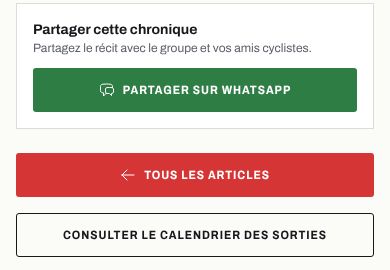 Partager cette chronique
Partagez le récit avec le groupe et vos amis cyclistes.
PARTAGER SUR WHATSAPP
TOUS LES ARTICLES
CONSULTER LE CALENDRIER DES SORTIES